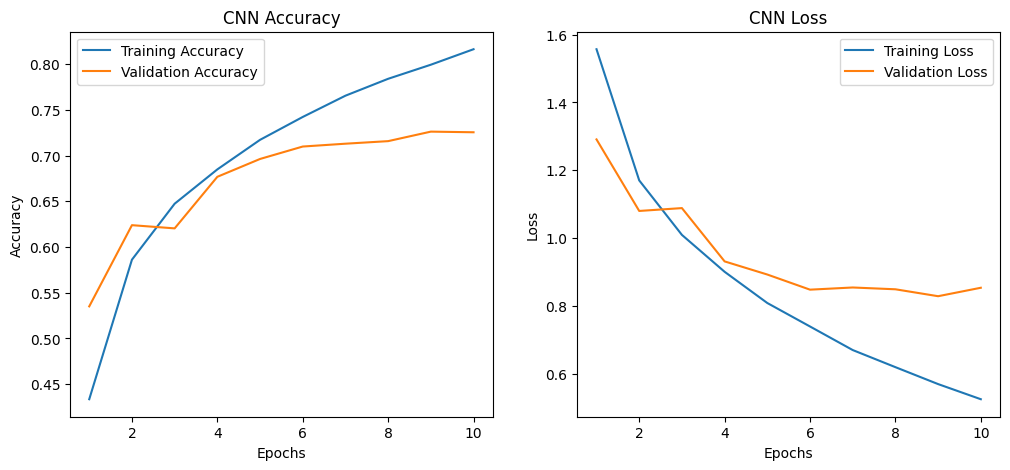 CNN Accuracy
Training Accuracy
Validation Accuracy
0.80
0.75
0.70
0.65
0.60
0.55
0.50
0.45
Accuracy
2 4 6 8 10
Epochs
CNN Loss
Training Loss
Validation Loss
1.6
1.4
1.2
1.0
0.8
0.6
Loss
2 4 6 8 10
Epochs